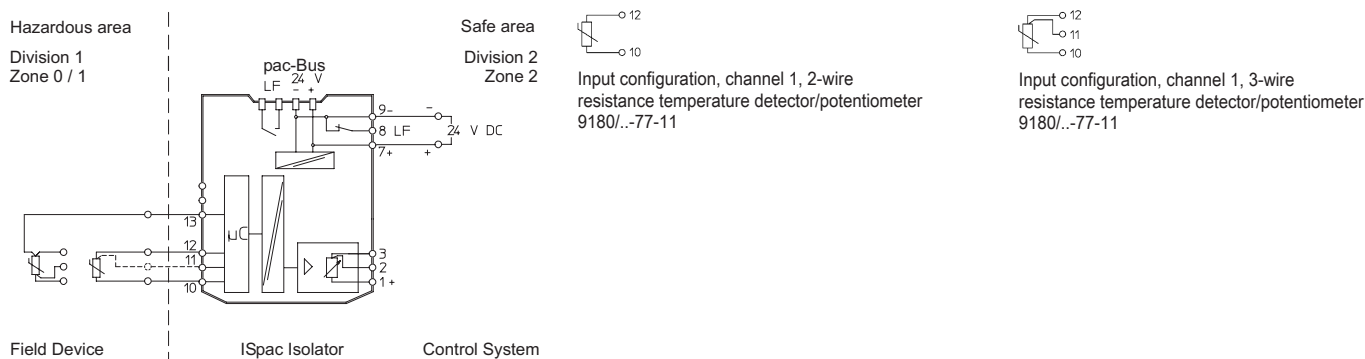 Hazardous area
Division 1
Zone 0 / 1
Safe area
Division 2
Zone 2
pac-Bus
LF 24 V
- +
9-
8 LF
7+
-
24 V DC
+
13
12
11
10
µC
3
2
1+
Field Device
ISpac Isolator
Control System
12
10
Input configuration, channel 1, 2-wire
resistance temperature detector/potentiometer
9180/..-77-11
12
11
10
Input configuration, channel 1, 3-wire
resistance temperature detector/potentiometer
9180/..-77-11